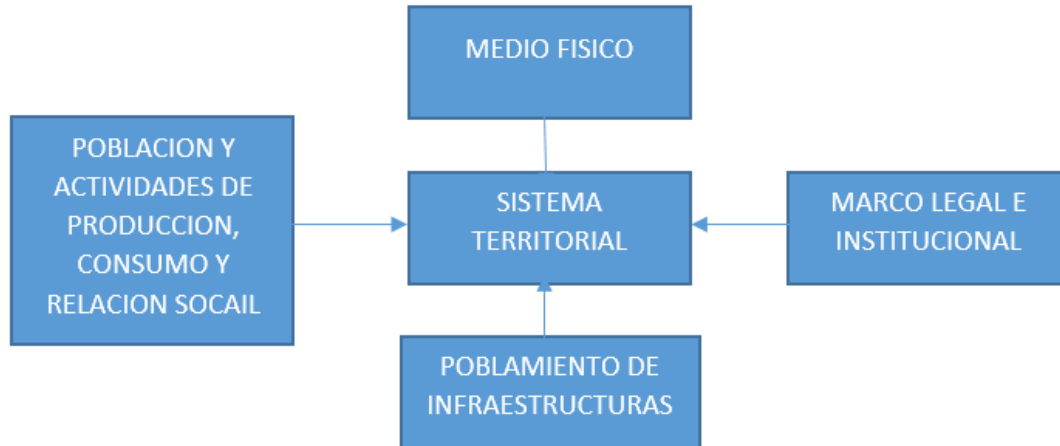 MEDIO FISICO
POBLACION Y
ACTIVIDADES DE
PRODUCCION,
CONSUMO Y
RELACION SOCAIL
SISTEMA
TERRITORIAL
MARCO LEGAL E
INSTITUCIONAL
POBLAMIENTO DE
INFRAESTRUCTURAS